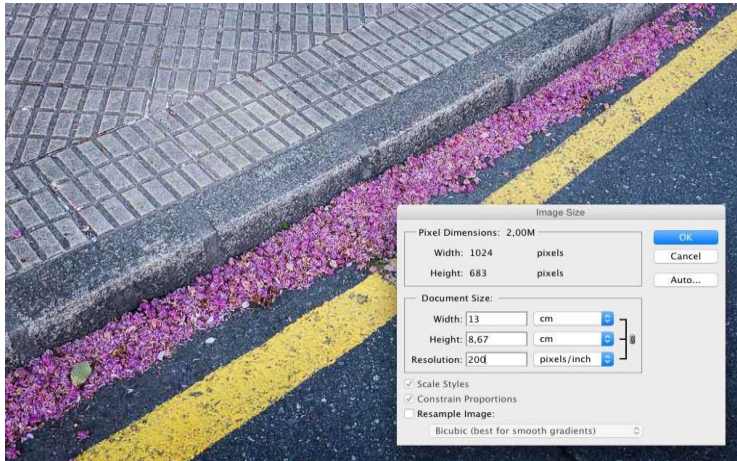 Image Size
Pixel Dimensions: 2,00M
Width: 1024 pixels
Height: 683 pixels
Document Size:
Width: 13 cm
Height: 8,67 cm
Resolution: 200 pixels/inch
Scale Styles
Constrain Proportions
Resample Image:
Bicubic (best for smooth gradients)
OK
Cancel
Auto...